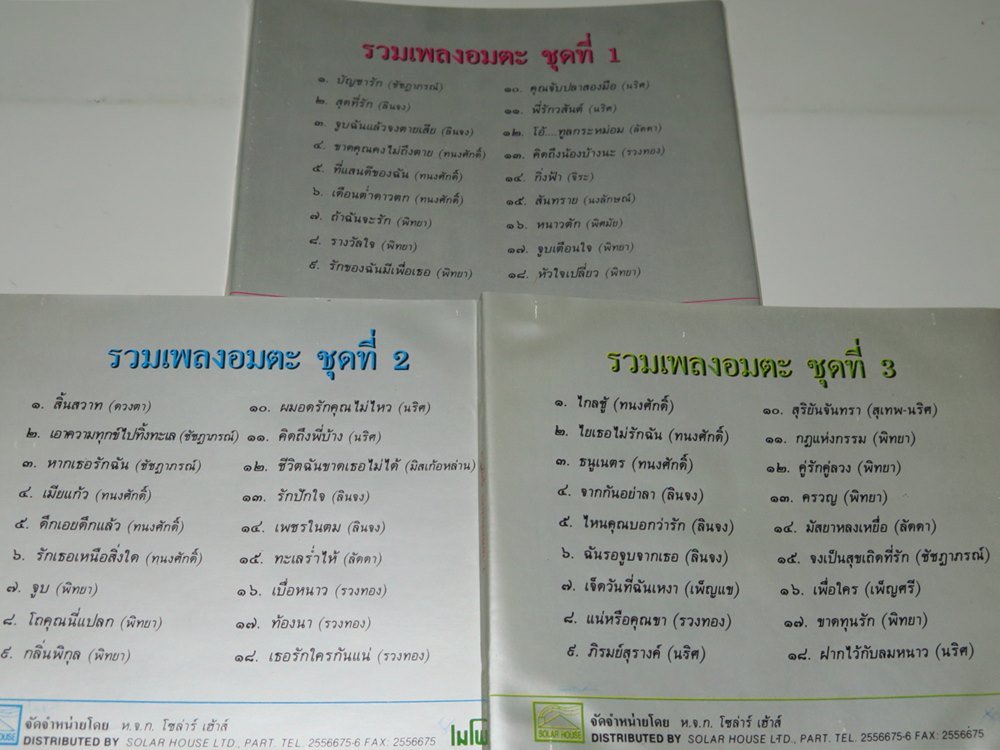 รวมเพลงอมตะ ชุดที่ 1
๑. บัญชารัก (ชัชฎาภรณ์)
๒. สุดที่รัก (ลินจง)
๓. จูบฉันแล้วจงตายเสีย (ลินจง)
๔. ขาดคุณคงไม่ถึงตาย (ทนงศักดิ์)
๕. ที่แสนดีของฉัน (ทนงศักดิ์)
๖. เดือนต่ำดาวตก (ทนงศักดิ์)
๗. ถ้าฉันจะรัก (พิทยา)
๘. รางวัลใจ (พิทยา)
๙. รักของฉันมีเพื่อเธอ (พิทยา)
๑๐. คุณจับปลาสองมือ (นริศ)
๑๑. พี่รักวสันต์ (นริศ)
๑๒. โอ้....ทูลกระหม่อม (ลัดดา)
๑๓. คิดถึงน้องบ้างนะ (รวงทอง)
๑๔. กิ่งฟ้า (จิระ)
๑๕. สันทราย (นงลักษณ์)
๑๖. หนาวตัก (พิศมัย)
๑๗. จูบเตือนใจ (พิทยา)
๑๘. หัวใจเปลี่ยว (พิทยา)
รวมเพลงอมตะ ชุดที่ 2
๑. สิ้นสวาท (ดวงตา)
๒. เอาความทุกข์ไปทิ้งทะเล (ชัชฎาภรณ์)
๓. หากเธอรักฉัน (ชัชฎาภรณ์)
๔. เมียแก้ว (ทนงศักดิ์)
๕. ดึกเอยดึกแล้ว (ทนงศักดิ์)
๖. รักเธอเหนือสิ่งใด (ทนงศักดิ์)
๗. จูบ (พิทยา)
๘. โถคุณนี่แปลก (พิทยา)
๙. กลิ่นพิกุล (พิทยา)
๑๐. ผมอดรักคุณไม่ไหว (นริศ)
๑๑. คิดถึงพี่บ้าง (นริศ)
๑๒. ชีวิตฉันขาดเธอไม่ได้ (มิสเก้อหล่าน)
๑๓. รักปักใจ (ลินจง)
๑๔. เพชรในตม (ลินจง)
๑๕. ทะเลร่ำไห้ (ลัดดา)
๑๖. เบื่อหนาว (รวงทอง)
๑๗. ท้องนา (รวงทอง)
๑๘. เธอรักใครกันแน่ (รวงทอง)
จัดจำหน่ายโดย ห.จ.ก. โซล่าร์ เฮ้าส์
DISTRIBUTED BY SOLAR HOUSE LTD., PART. TEL. 2556675-6 FAX: 2556675
รวมเพลงอมตะ ชุดที่ 3
๑. ไกลชู้ (ทนงศักดิ์)
๒. ไยเธอไม่รักฉัน (ทนงศักดิ์)
๓. ธนูเนตร (ทนงศักดิ์)
๔. จากกันอย่าลา (ลินจง)
๕. ไหนคุณบอกว่ารัก (ลินจง)
๖. ฉันรอจูบจากเธอ (ลินจง)
๗. เจ็ดวันที่ฉันเหงา (เพ็ญแข)
๘. แน่หรือคุณขา (รวงทอง)
๙. ภิรมย์สุรางค์ (นริศ)
๑๐. สุริยันจันทรา (สุเทพ-นริศ)
๑๑. กฎแห่งกรรม (พิทยา)
๑๒. คู่รักคู่ลวง (พิทยา)
๑๓. ครวญ (พิทยา)
๑๔. มัสยาหลงเหยื่อ (ลัดดา)
๑๕. จงเป็นสุขเถิดที่รัก (ชัชฎาภรณ์)
๑๖. เพื่อใคร (เพ็ญศรี)
๑๗. ขาดทุนรัก (พิทยา)
๑๘. ฝากไว้กับลมหนาว (นริศ)
SOLAR HOUSE
จัดจำหน่ายโดย ห.จ.ก. โซล่าร์ เฮ้าส์
DISTRIBUTED BY SOLAR HOUSE LTD., PART. TEL. 2556675-6 FAX: 2556675